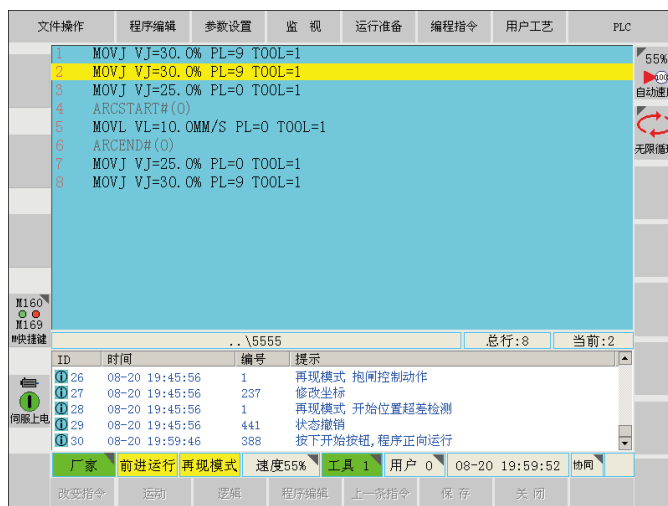 文件操作 程序编辑 参数设置 监 视 运行准备 编程指令 用户工艺 PLC
1 MOVJ VJ=30.0% PL=9 TOOL=1
2 MOVJ VJ=30.0% PL=9 TOOL=1
3 MOVJ VJ=25.0% PL=0 TOOL=1
4 ARCSTART#(0)
5 MOVL VL=10.0MM/S PL=0 TOOL=1
6 ARCEND#(0)
7 MOVJ VJ=25.0% PL=0 TOOL=1
8 MOVJ VJ=30.0% PL=9 TOOL=1
55%
100
自动速
无限循
M160
M169
M快捷键
..\5555 总行:8 当前:2
ID 时间 编号 提示
26 08-20 19:45:56 1 再现模式 抱闸控制动作
27 08-20 19:45:56 237 修改坐标
28 08-20 19:45:56 1 再现模式 开始位置超差检测
29 08-20 19:45:56 441 状态撤销
30 08-20 19:59:46 388 按下开始按钮,程序正向运行
伺服上电
厂家 前进运行 再现模式 速度55% 工具 1 用户 0 08-20 19:59:52 协同
改变指令 运动 逻辑 程序编辑 上一条指令 保 存 关 闭